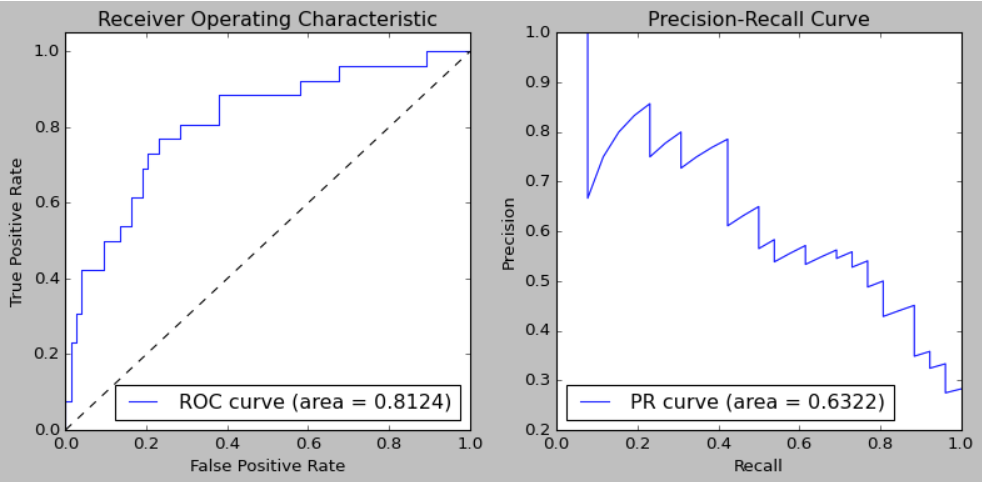 Receiver Operating Characteristic
1.0
0.8
0.6
0.4
0.2
0.0
True Positive Rate
0.0 0.2 0.4 0.6 0.8 1.0
False Positive Rate
ROC curve (area = 0.8124)
Precision-Recall Curve
1.0
0.9
0.8
0.7
0.6
0.5
0.4
0.3
0.2
Precision
0.0 0.2 0.4 0.6 0.8 1.0
Recall
PR curve (area = 0.6322)